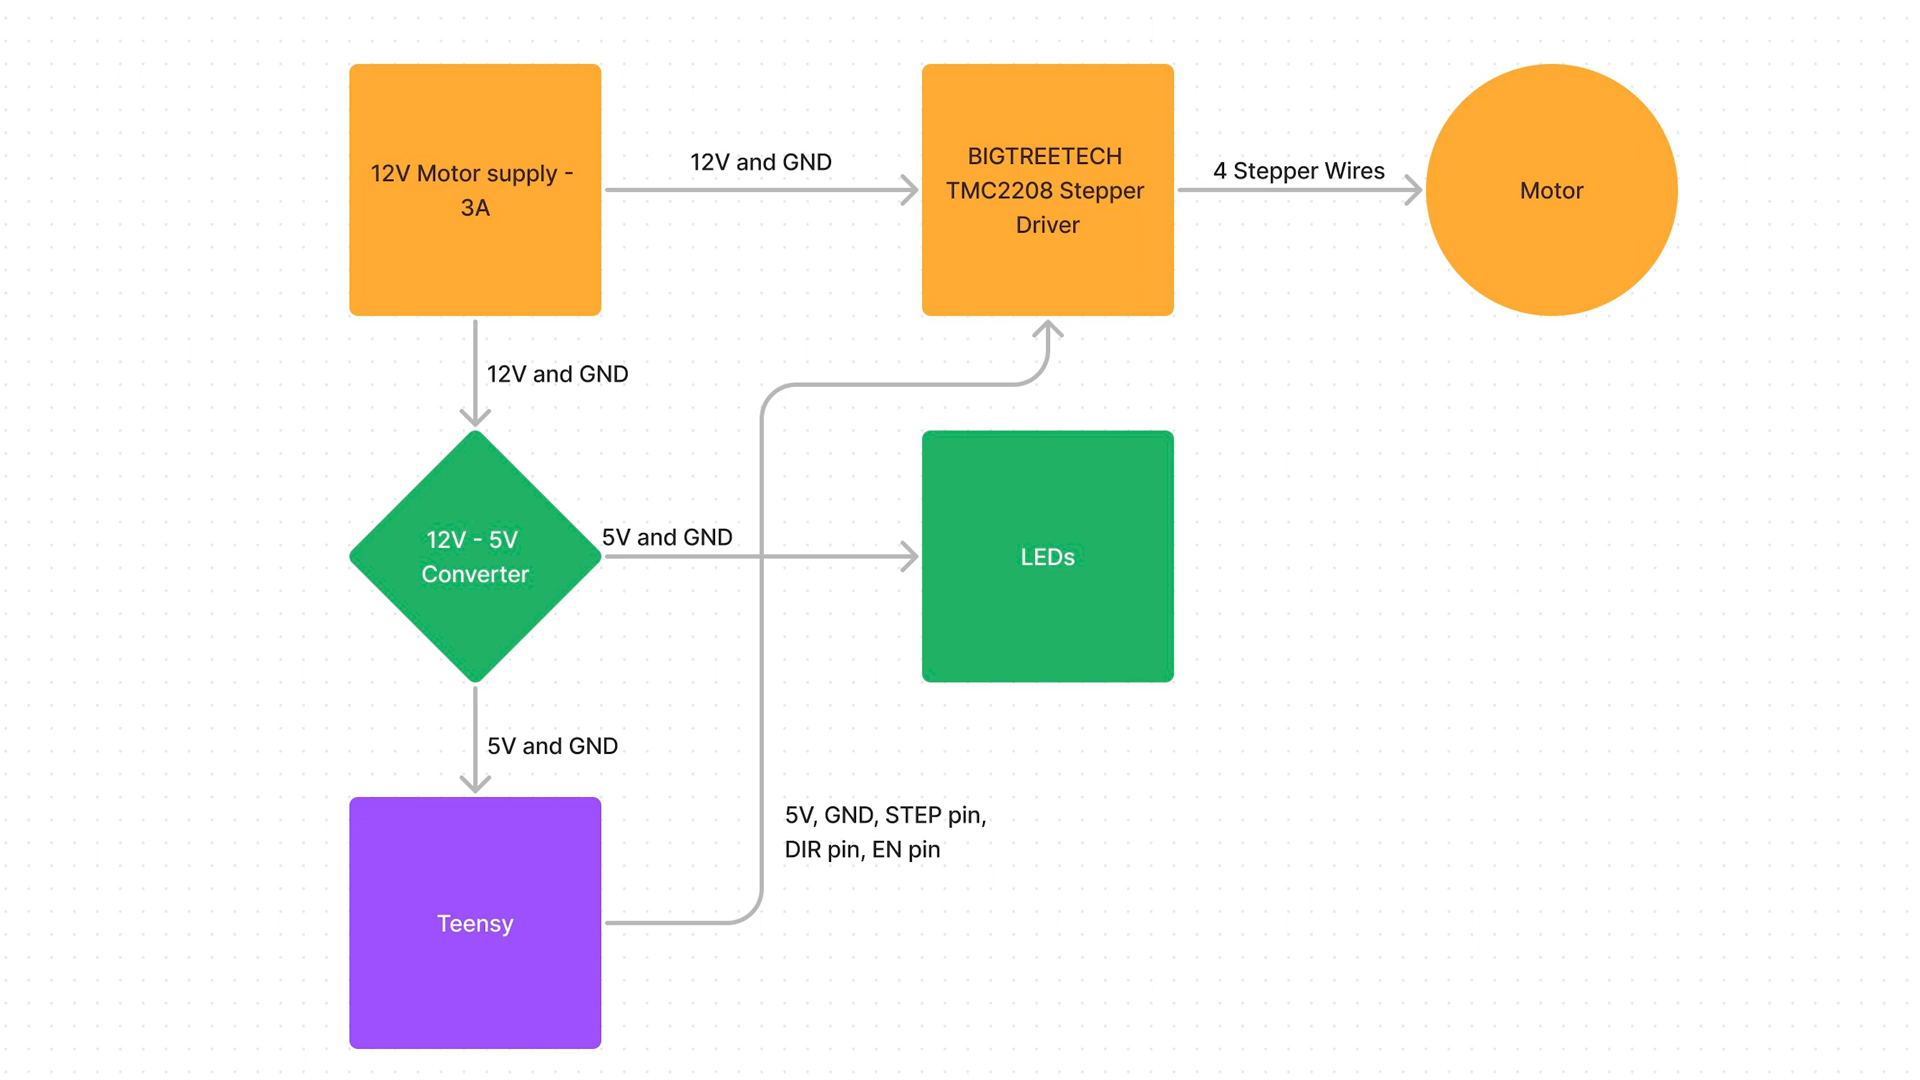 12V Motor supply -
3A
12V and GND
BIGTREETECH
TMC2208 Stepper
Driver
4 Stepper Wires
Motor
12V and GND
12V - 5V
Converter
5V and GND
LEDs
5V and GND
5V, GND, STEP pin,
DIR pin, EN pin
Teensy